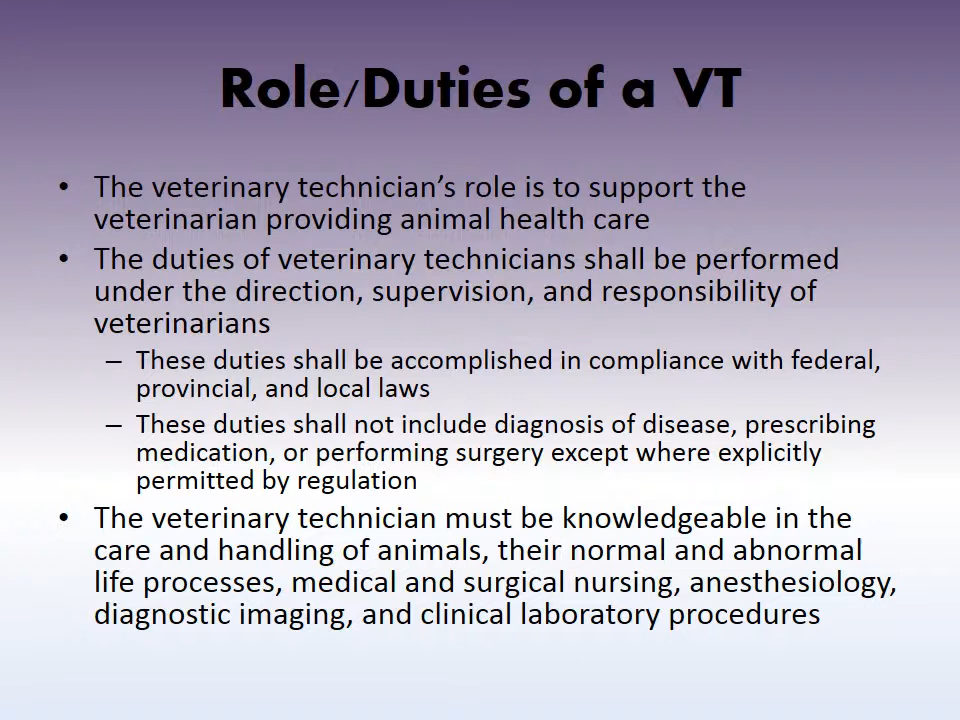 Role/Duties of a VT
• The veterinary technician’s role is to support the
veterinarian providing animal health care
• The duties of veterinary technicians shall be performed
under the direction, supervision, and responsibility of
veterinarians
– These duties shall be accomplished in compliance with federal,
provincial, and local laws
– These duties shall not include diagnosis of disease, prescribing
medication, or performing surgery except where explicitly
permitted by regulation
• The veterinary technician must be knowledgeable in the
care and handling of animals, their normal and abnormal
life processes, medical and surgical nursing, anesthesiology,
diagnostic imaging, and clinical laboratory procedures